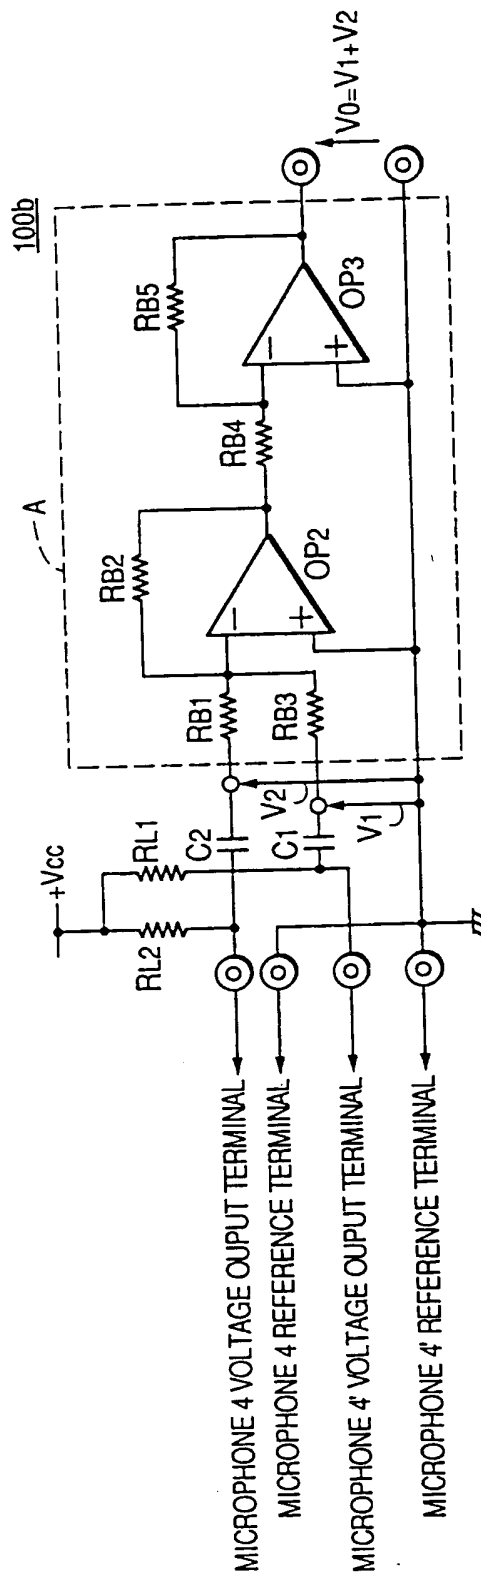 100b
A
+Vcc
RL2
RL1
C2
C1
RB1
RB3
RB2
OP2
RB4
RB5
OP3
−
+
−
+
V2
V1
V0=V1+V2
MICROPHONE 4 VOLTAGE OUPUT TERMINAL
MICROPHONE 4 REFERENCE TERMINAL
MICROPHONE 4' VOLTAGE OUTPUT TERMINAL
MICROPHONE 4' REFERENCE TERMINAL